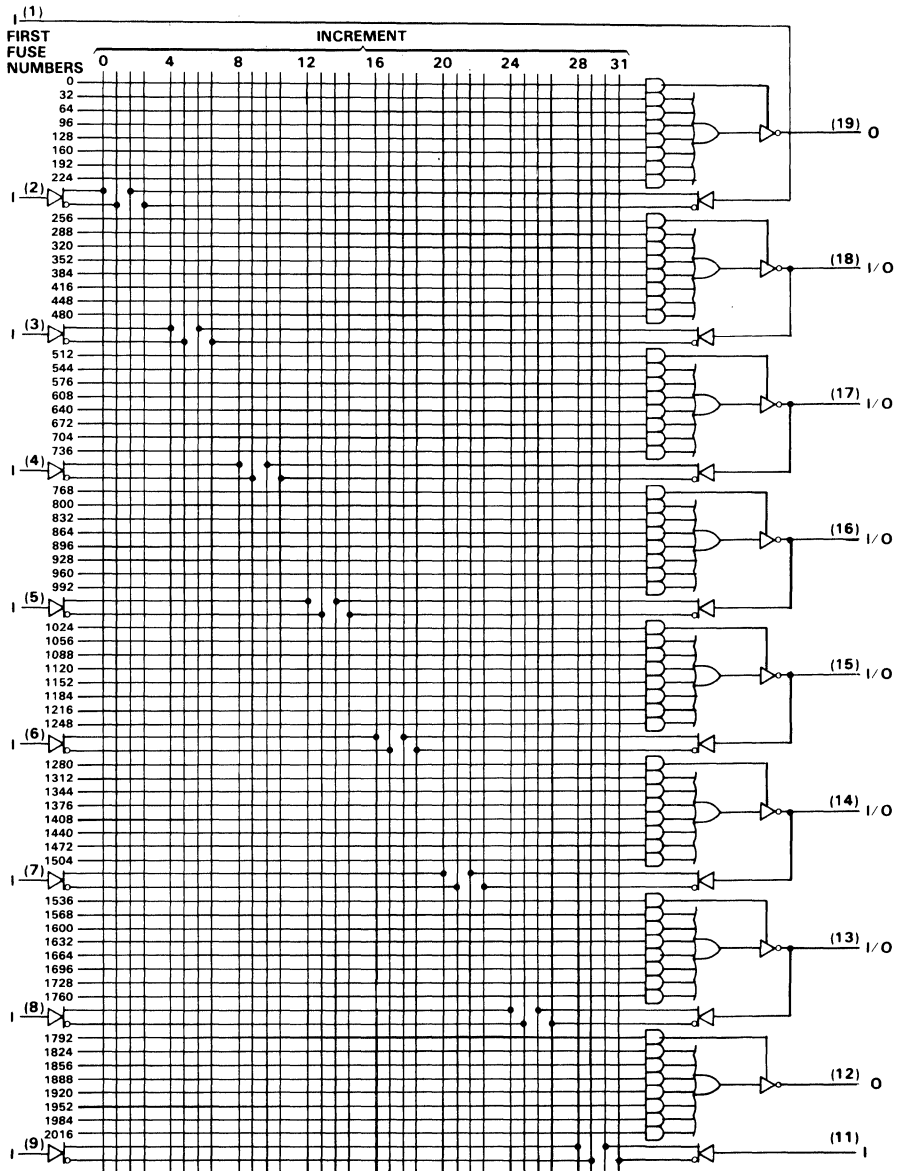 I (1)
FIRST
FUSE
NUMBERS
INCREMENT
0 4 8 12 16 20 24 28 31
0
32
64
96
128
160
192
224
(19) O
I (2)
256
288
320
352
384
416
448
480
(18) I/O
I (3)
512
544
576
608
640
672
704
736
(17) I/O
I (4)
768
800
832
864
896
928
960
992
(16) I/O
I (5)
1024
1056
1088
1120
1152
1184
1216
1248
(15) I/O
I (6)
1280
1312
1344
1376
1408
1440
1472
1504
(14) I/O
I (7)
1536
1568
1600
1632
1664
1696
1728
1760
(13) I/O
I (8)
1792
1824
1856
1888
1920
1952
1984
2016
(12) O
I (9)
(11) I